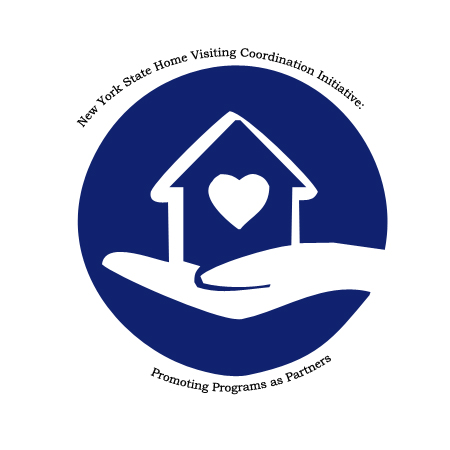 New York State Home Visiting Coordination Initiative:
Promoting Programs as Partners